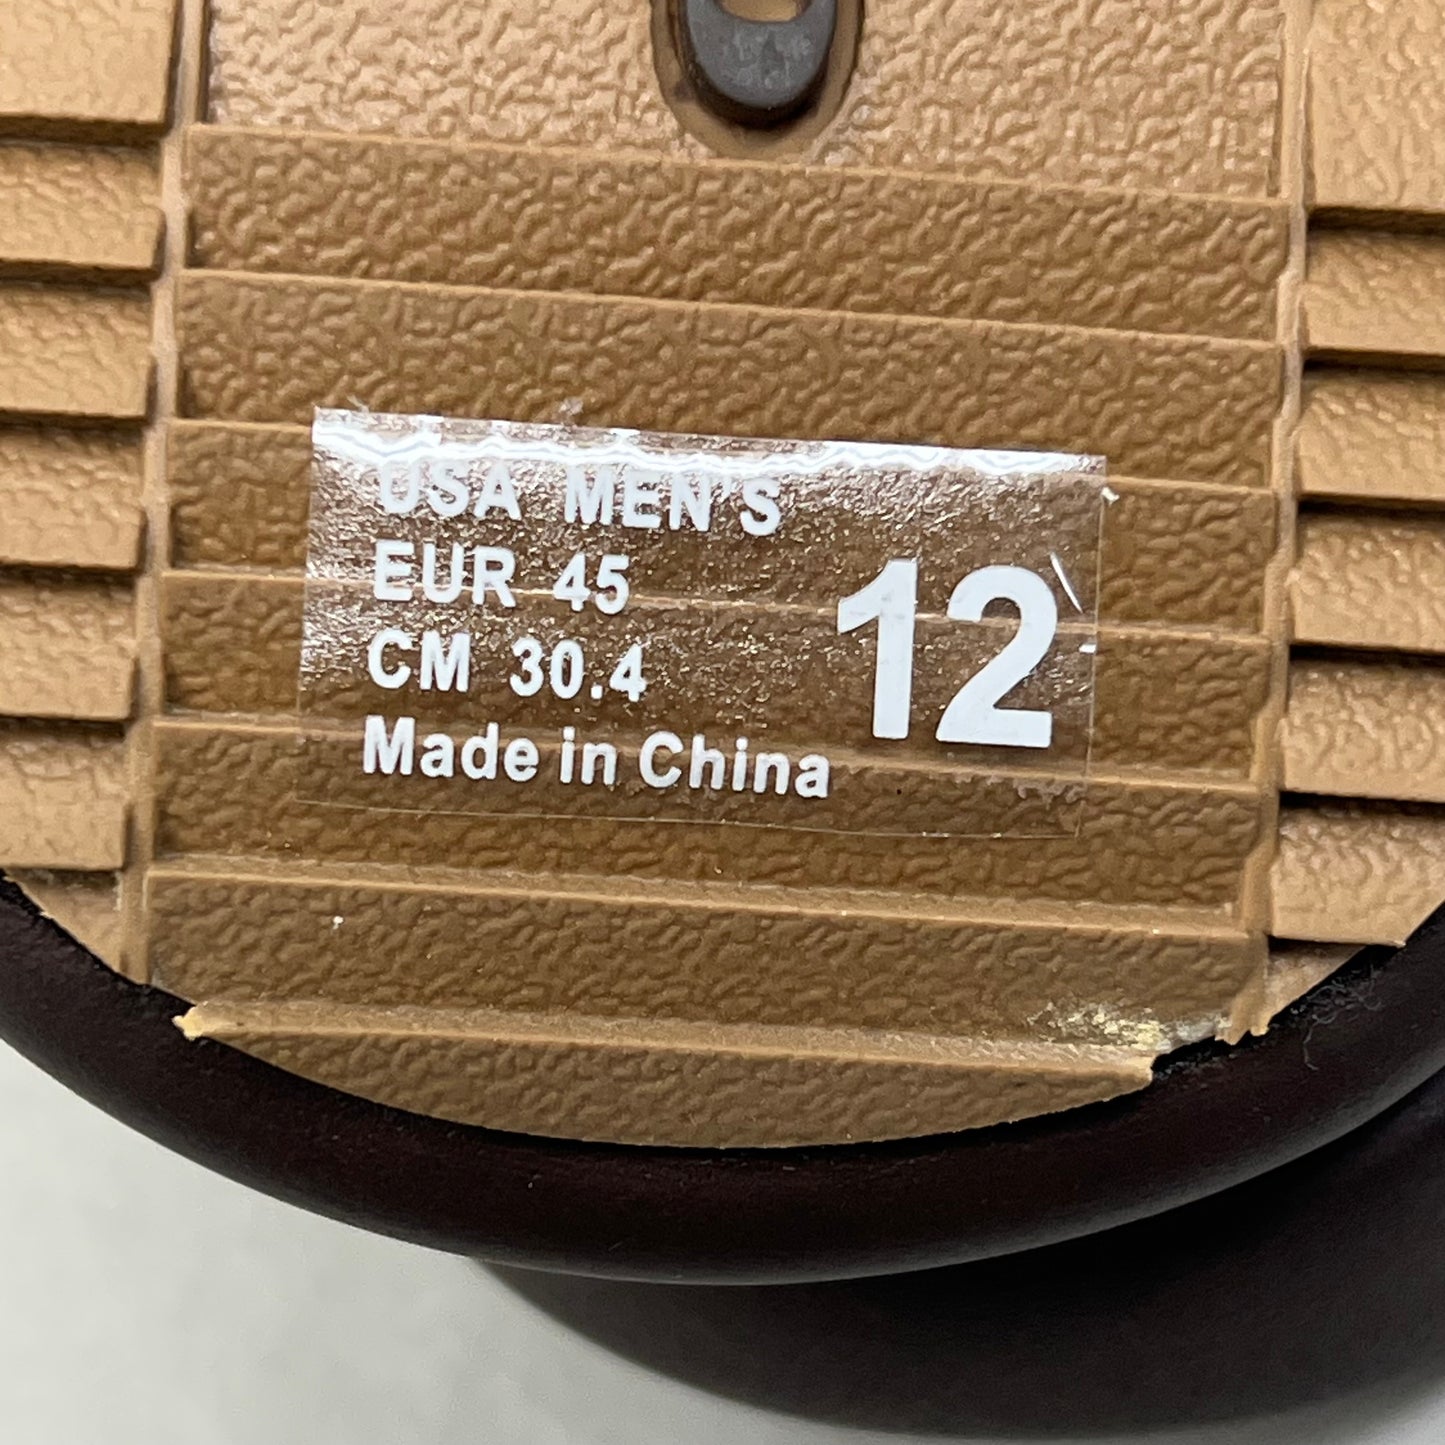 USA MEN'S
EUR 45
CM 30.4
Made in China
12